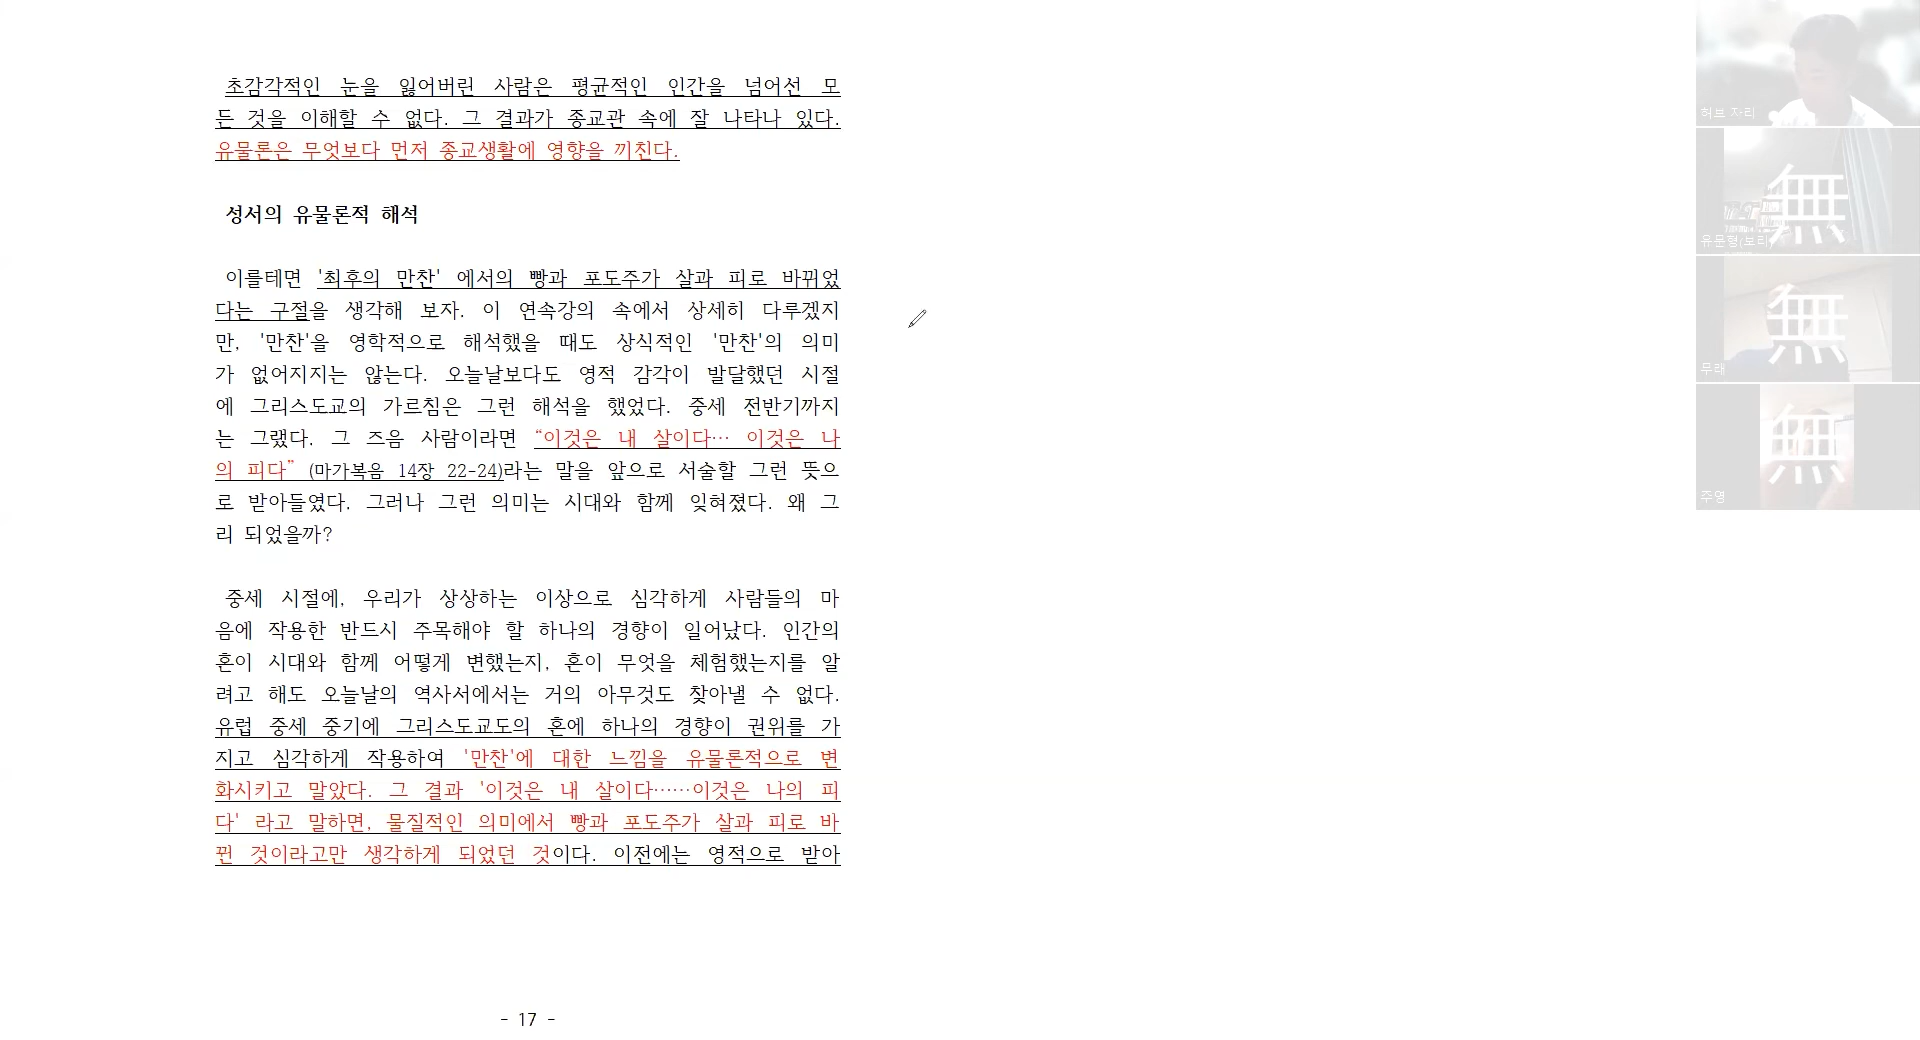 초감각적인 눈을 잃어버린 사람은 평균적인 인간을 넘어선 모
든 것을 이해할 수 없다. 그 결과가 종교관 속에 잘 나타나 있다.
유물론은 무엇보다 먼저 종교생활에 영향을 끼친다.
성서의 유물론적 해석
이를테면 '최후의 만찬' 에서의 빵과 포도주가 살과 피로 바뀌었
다는 구절을 생각해 보자. 이 연속강의 속에서 상세히 다루겠지
만, '만찬'을 영학적으로 해석했을 때도 상식적인 '만찬'의 의미
가 없어지지는 않는다. 오늘날보다도 영적 감각이 발달했던 시절
에 그리스도교의 가르침은 그런 해석을 했었다. 중세 전반기까지
는 그랬다. 그 즈음 사람이라면 “이것은 내 살이다… 이것은 나
의 피다” (마가복음 14장 22-24)라는 말을 앞으로 서술할 그런 뜻으
로 받아들였다. 그러나 그런 의미는 시대와 함께 잊혀졌다. 왜 그
리 되었을까?
중세 시절에, 우리가 상상하는 이상으로 심각하게 사람들의 마
음에 작용한 반드시 주목해야 할 하나의 경향이 일어났다. 인간의
혼이 시대와 함께 어떻게 변했는지, 혼이 무엇을 체험했는지를 알
려고 해도 오늘날의 역사서에서는 거의 아무것도 찾아낼 수 없다.
유럽 중세 중기에 그리스도교도의 혼에 하나의 경향이 권위를 가
지고 심각하게 작용하여 '만찬'에 대한 느낌을 유물론적으로 변
화시키고 말았다. 그 결과 '이것은 내 살이다……이것은 나의 피
다' 라고 말하면, 물질적인 의미에서 빵과 포도주가 살과 피로 바
뀐 것이라고만 생각하게 되었던 것이다. 이전에는 영적으로 받아
- 17 -
허브 자리
無
유문형(보리)
無
무래
無
주영